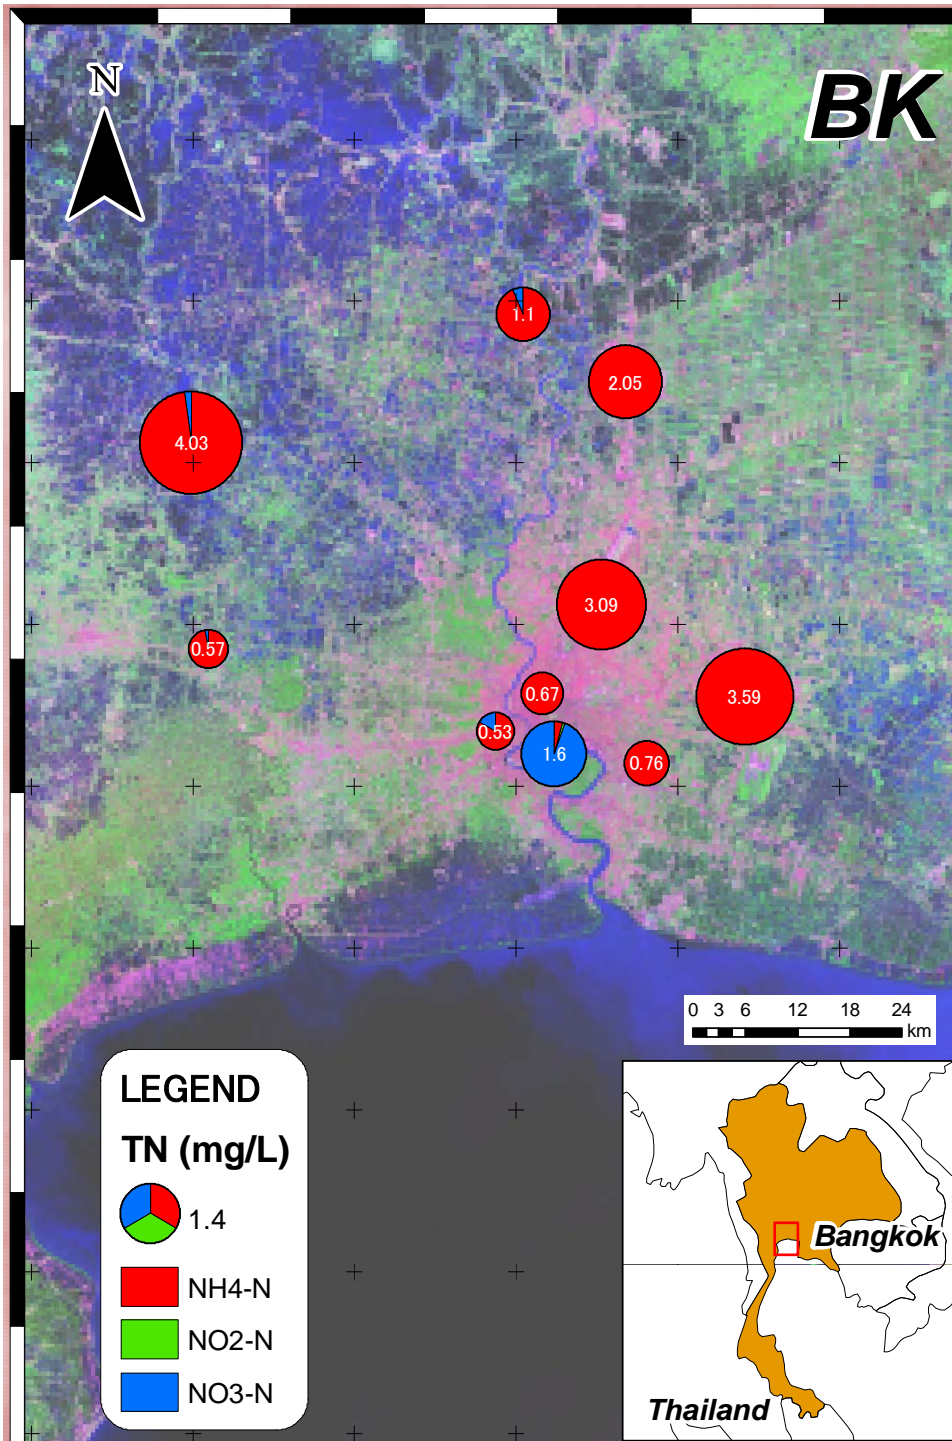 N
BK
1.1
2.05
4.03
3.09
0.57
0.67
3.59
0.53
1.6
0.76
0 3 6 12 18 24
km
LEGEND
TN (mg/L)
1.4
NH4-N
NO2-N
NO3-N
Bangkok
Thailand